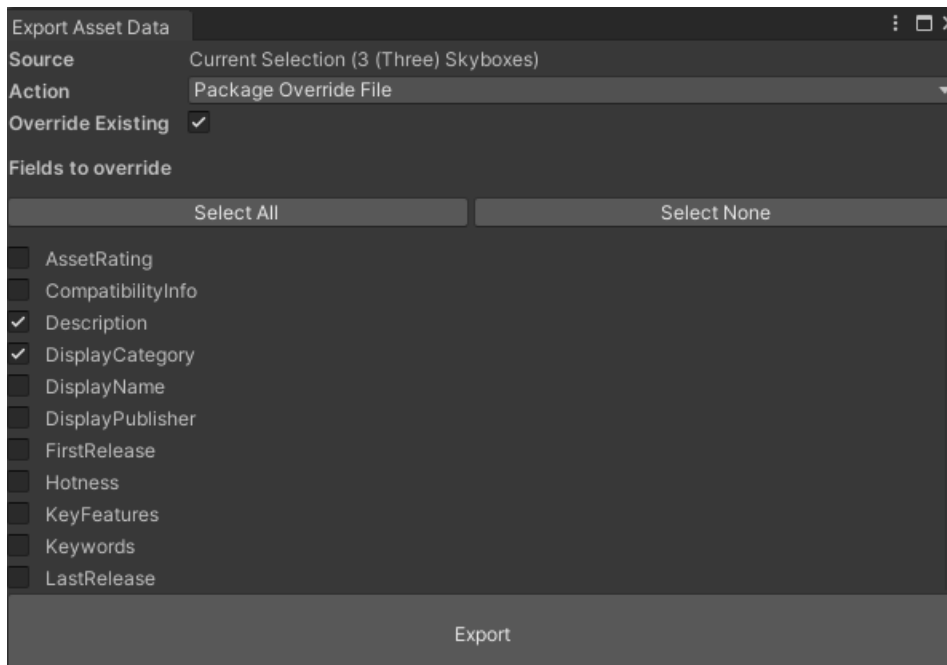 Export Asset Data
Source Current Selection (3 (Three) Skyboxes)
Action Package Override File
Override Existing
Fields to override
Select All Select None
AssetRating
CompatibilityInfo
Description
DisplayCategory
DisplayName
DisplayPublisher
FirstRelease
Hotness
KeyFeatures
Keywords
LastRelease
Export